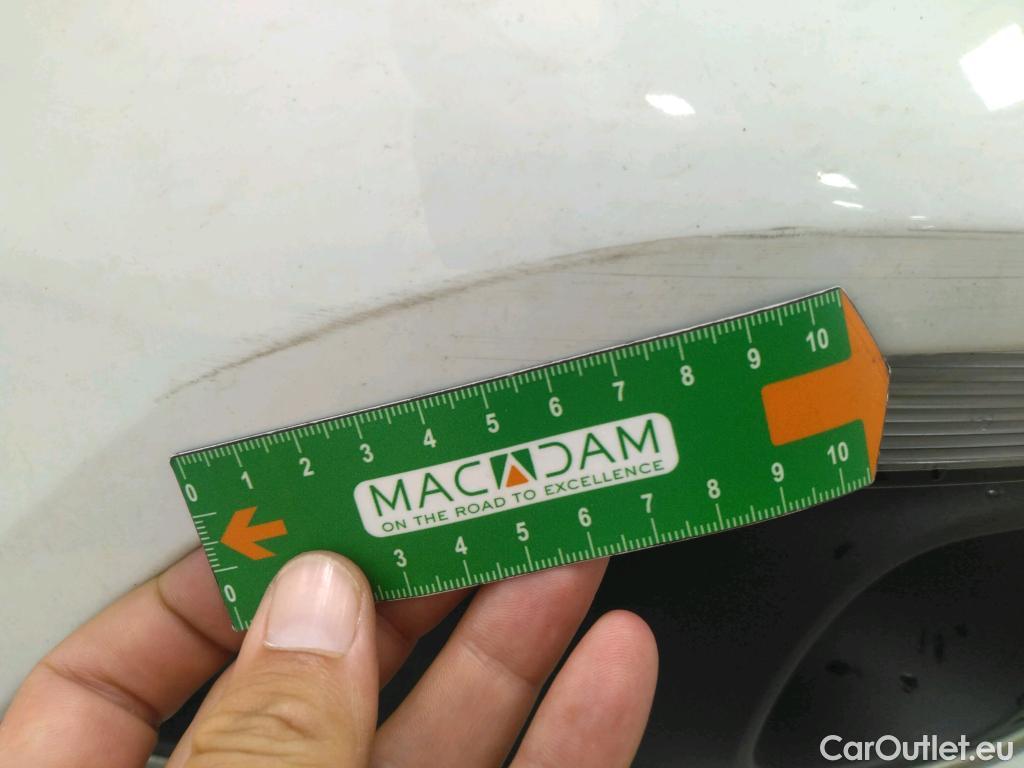 0 1 2 3 4 5 6 7 8 9 10
MACADAM
ON THE ROAD TO EXCELLENCE
0 3 4 5 6 7 8 9 10
CarOutlet.eu